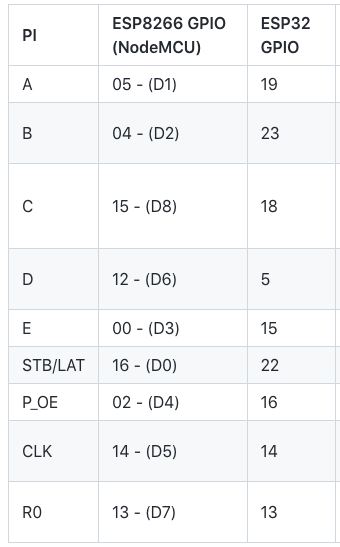 PI ESP8266 GPIO (NodeMCU) ESP32 GPIO
A 05 - (D1) 19
B 04 - (D2) 23
C 15 - (D8) 18
D 12 - (D6) 5
E 00 - (D3) 15
STB/LAT 16 - (D0) 22
P_OE 02 - (D4) 16
CLK 14 - (D5) 14
R0 13 - (D7) 13